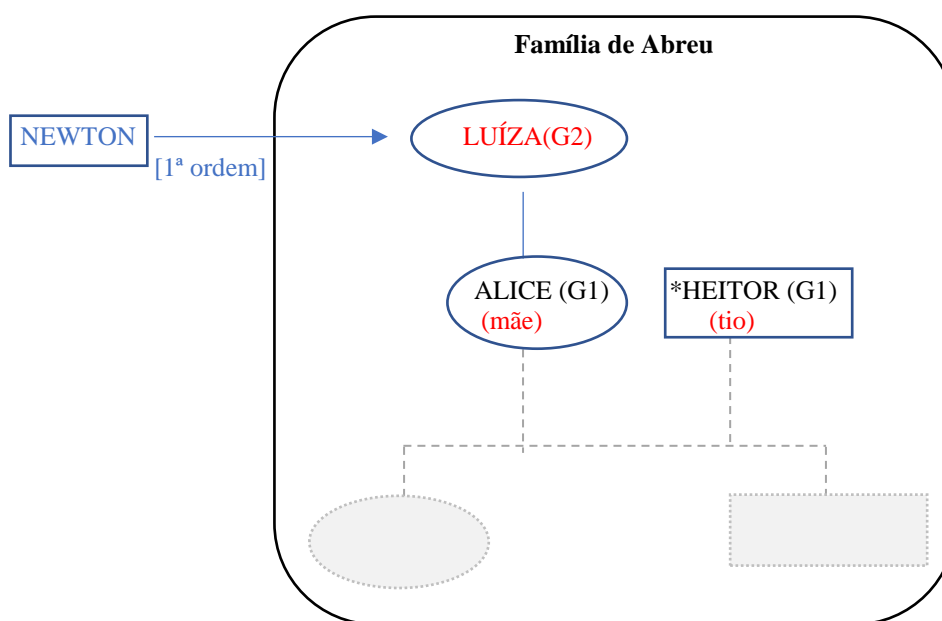 Família de Abreu
NEWTON
LUÍZA(G2)
[1ª ordem]
ALICE (G1)
(mãe)
*HEITOR (G1)
(tio)